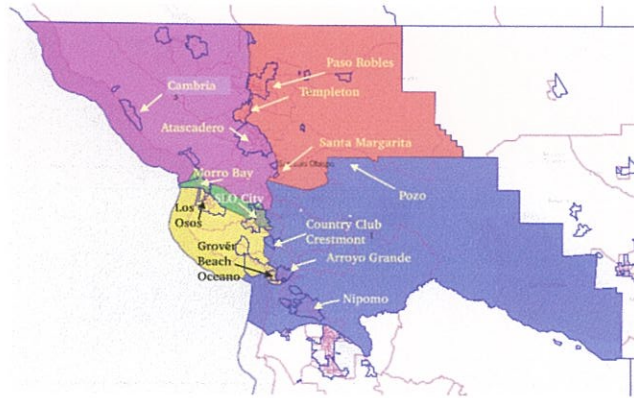 Paso Robles
Cambria
Templeton
Atascadero
Santa Margarita
Morro Bay
Pozo
SLO City
Los
Osos
Country Club
Crestmont
Grover
Beach
Oceano
Arroyo Grande
Nipomo